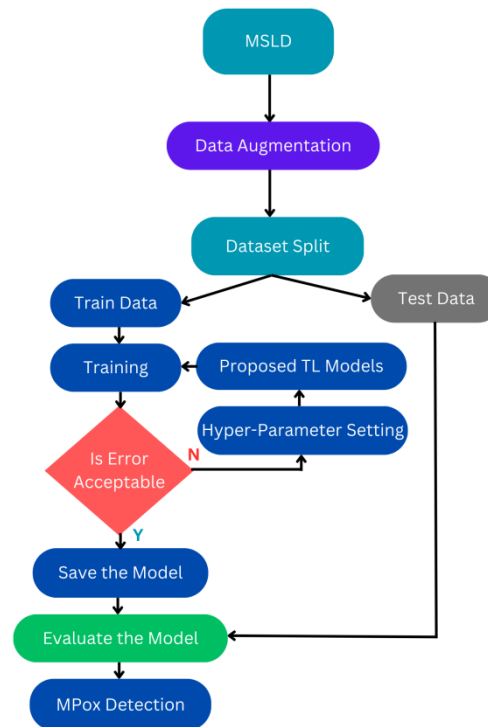 MSLD
Data Augmentation
Dataset Split
Train Data
Test Data
Training
Proposed TL Models
Hyper-Parameter Setting
Is Error
Acceptable
N
Y
Save the Model
Evaluate the Model
MPox Detection